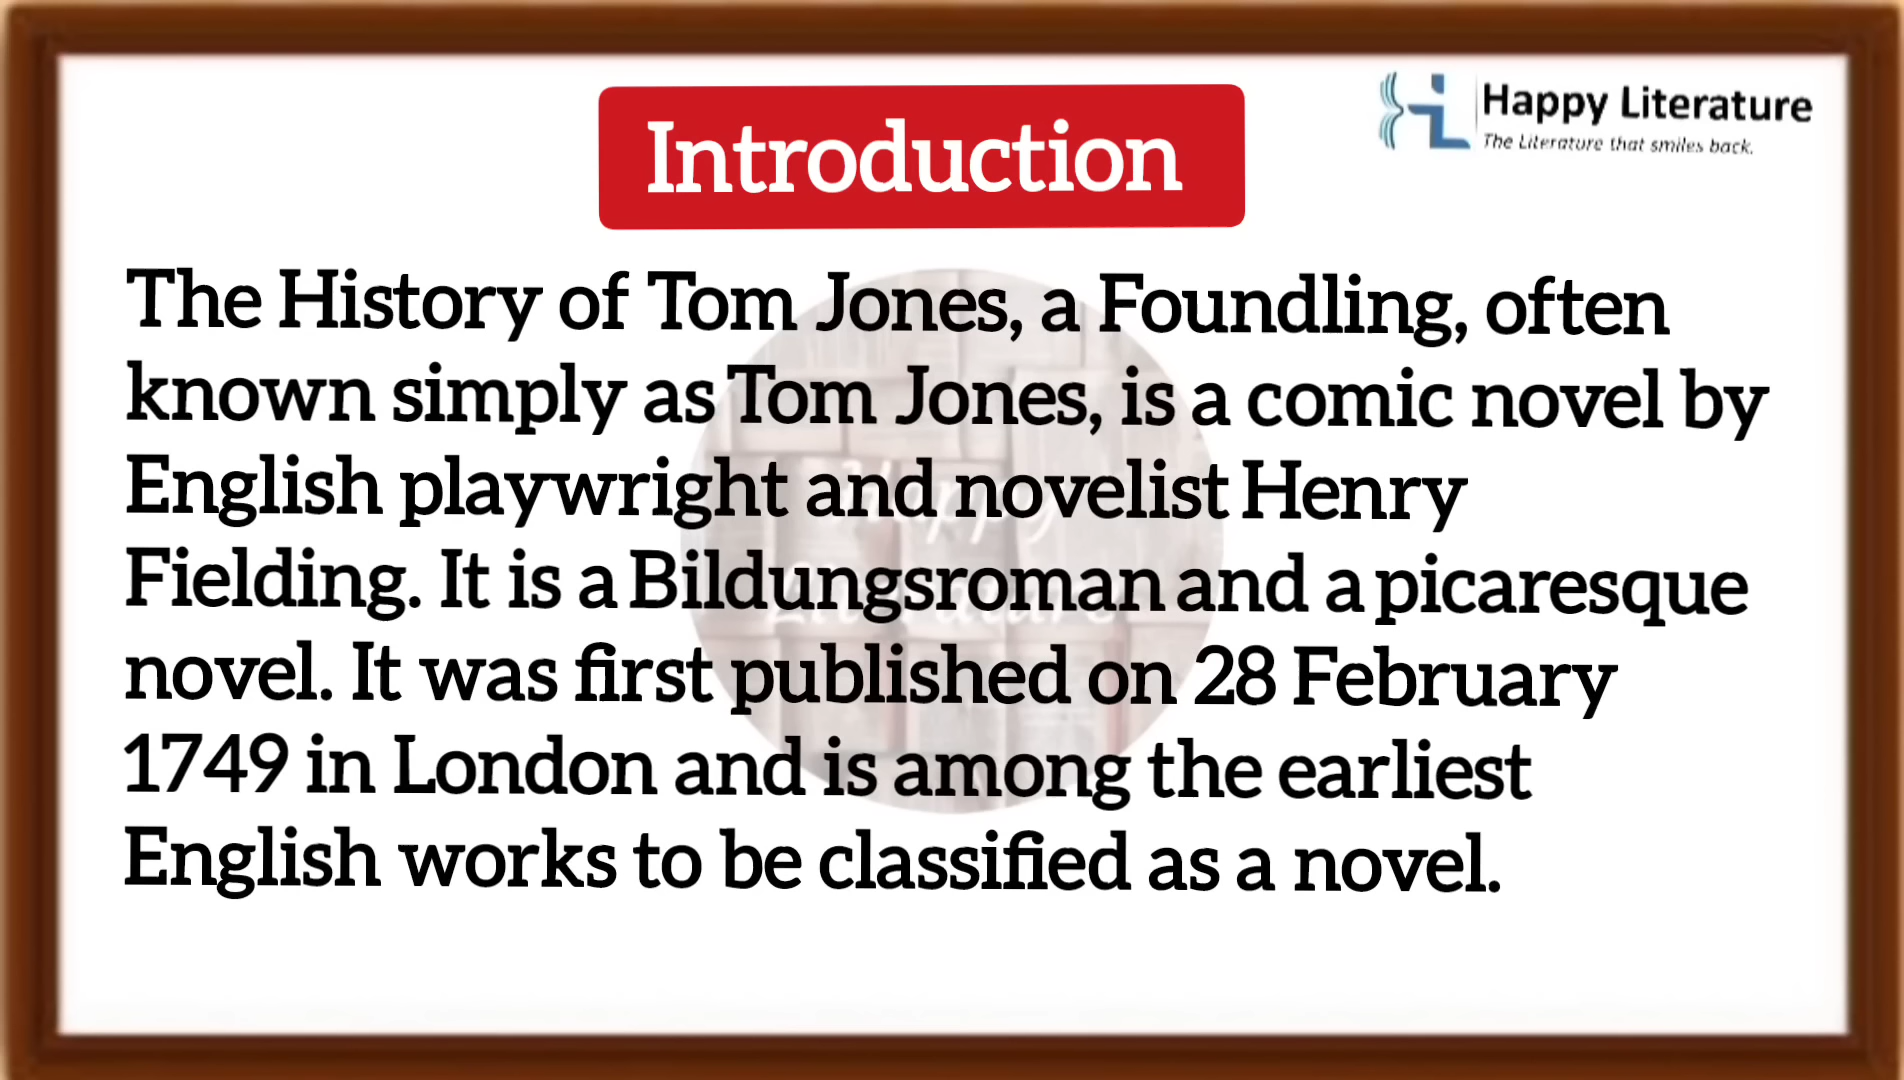 Introduction
Happy Literature
The Literature that smiles back.
The History of Tom Jones, a Foundling, often
known simply as Tom Jones, is a comic novel by
English playwright and novelist Henry
Fielding. It is a Bildungsroman and a picaresque
novel. It was first published on 28 February
1749 in London and is among the earliest
English works to be classified as a novel.
Happy
Literature